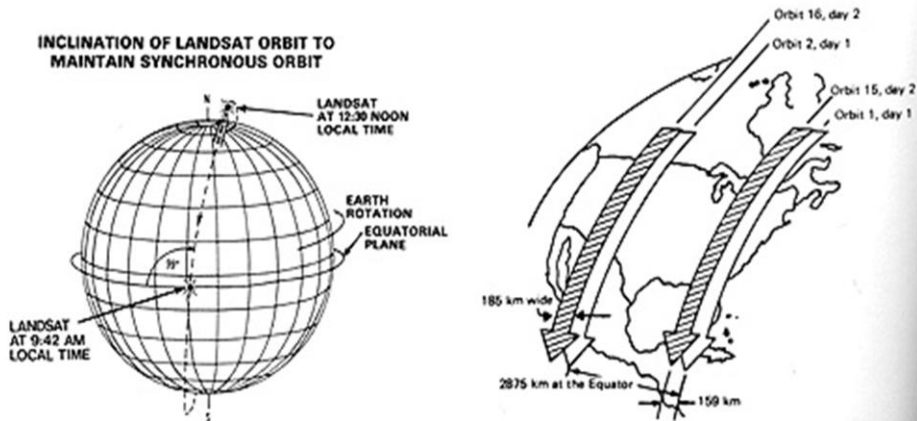 INCLINATION OF LANDSAT ORBIT TO
MAINTAIN SYNCHRONOUS ORBIT
N
LANDSAT
AT 12:30 NOON
LOCAL TIME
EARTH
ROTATION
EQUATORIAL
PLANE
LANDSAT
AT 9:42 AM
LOCAL TIME
S
Orbit 16, day 2
Orbit 2, day 1
Orbit 15, day 2
Orbit 1, day 1
185 km wide
2875 km at the Equator
159 km